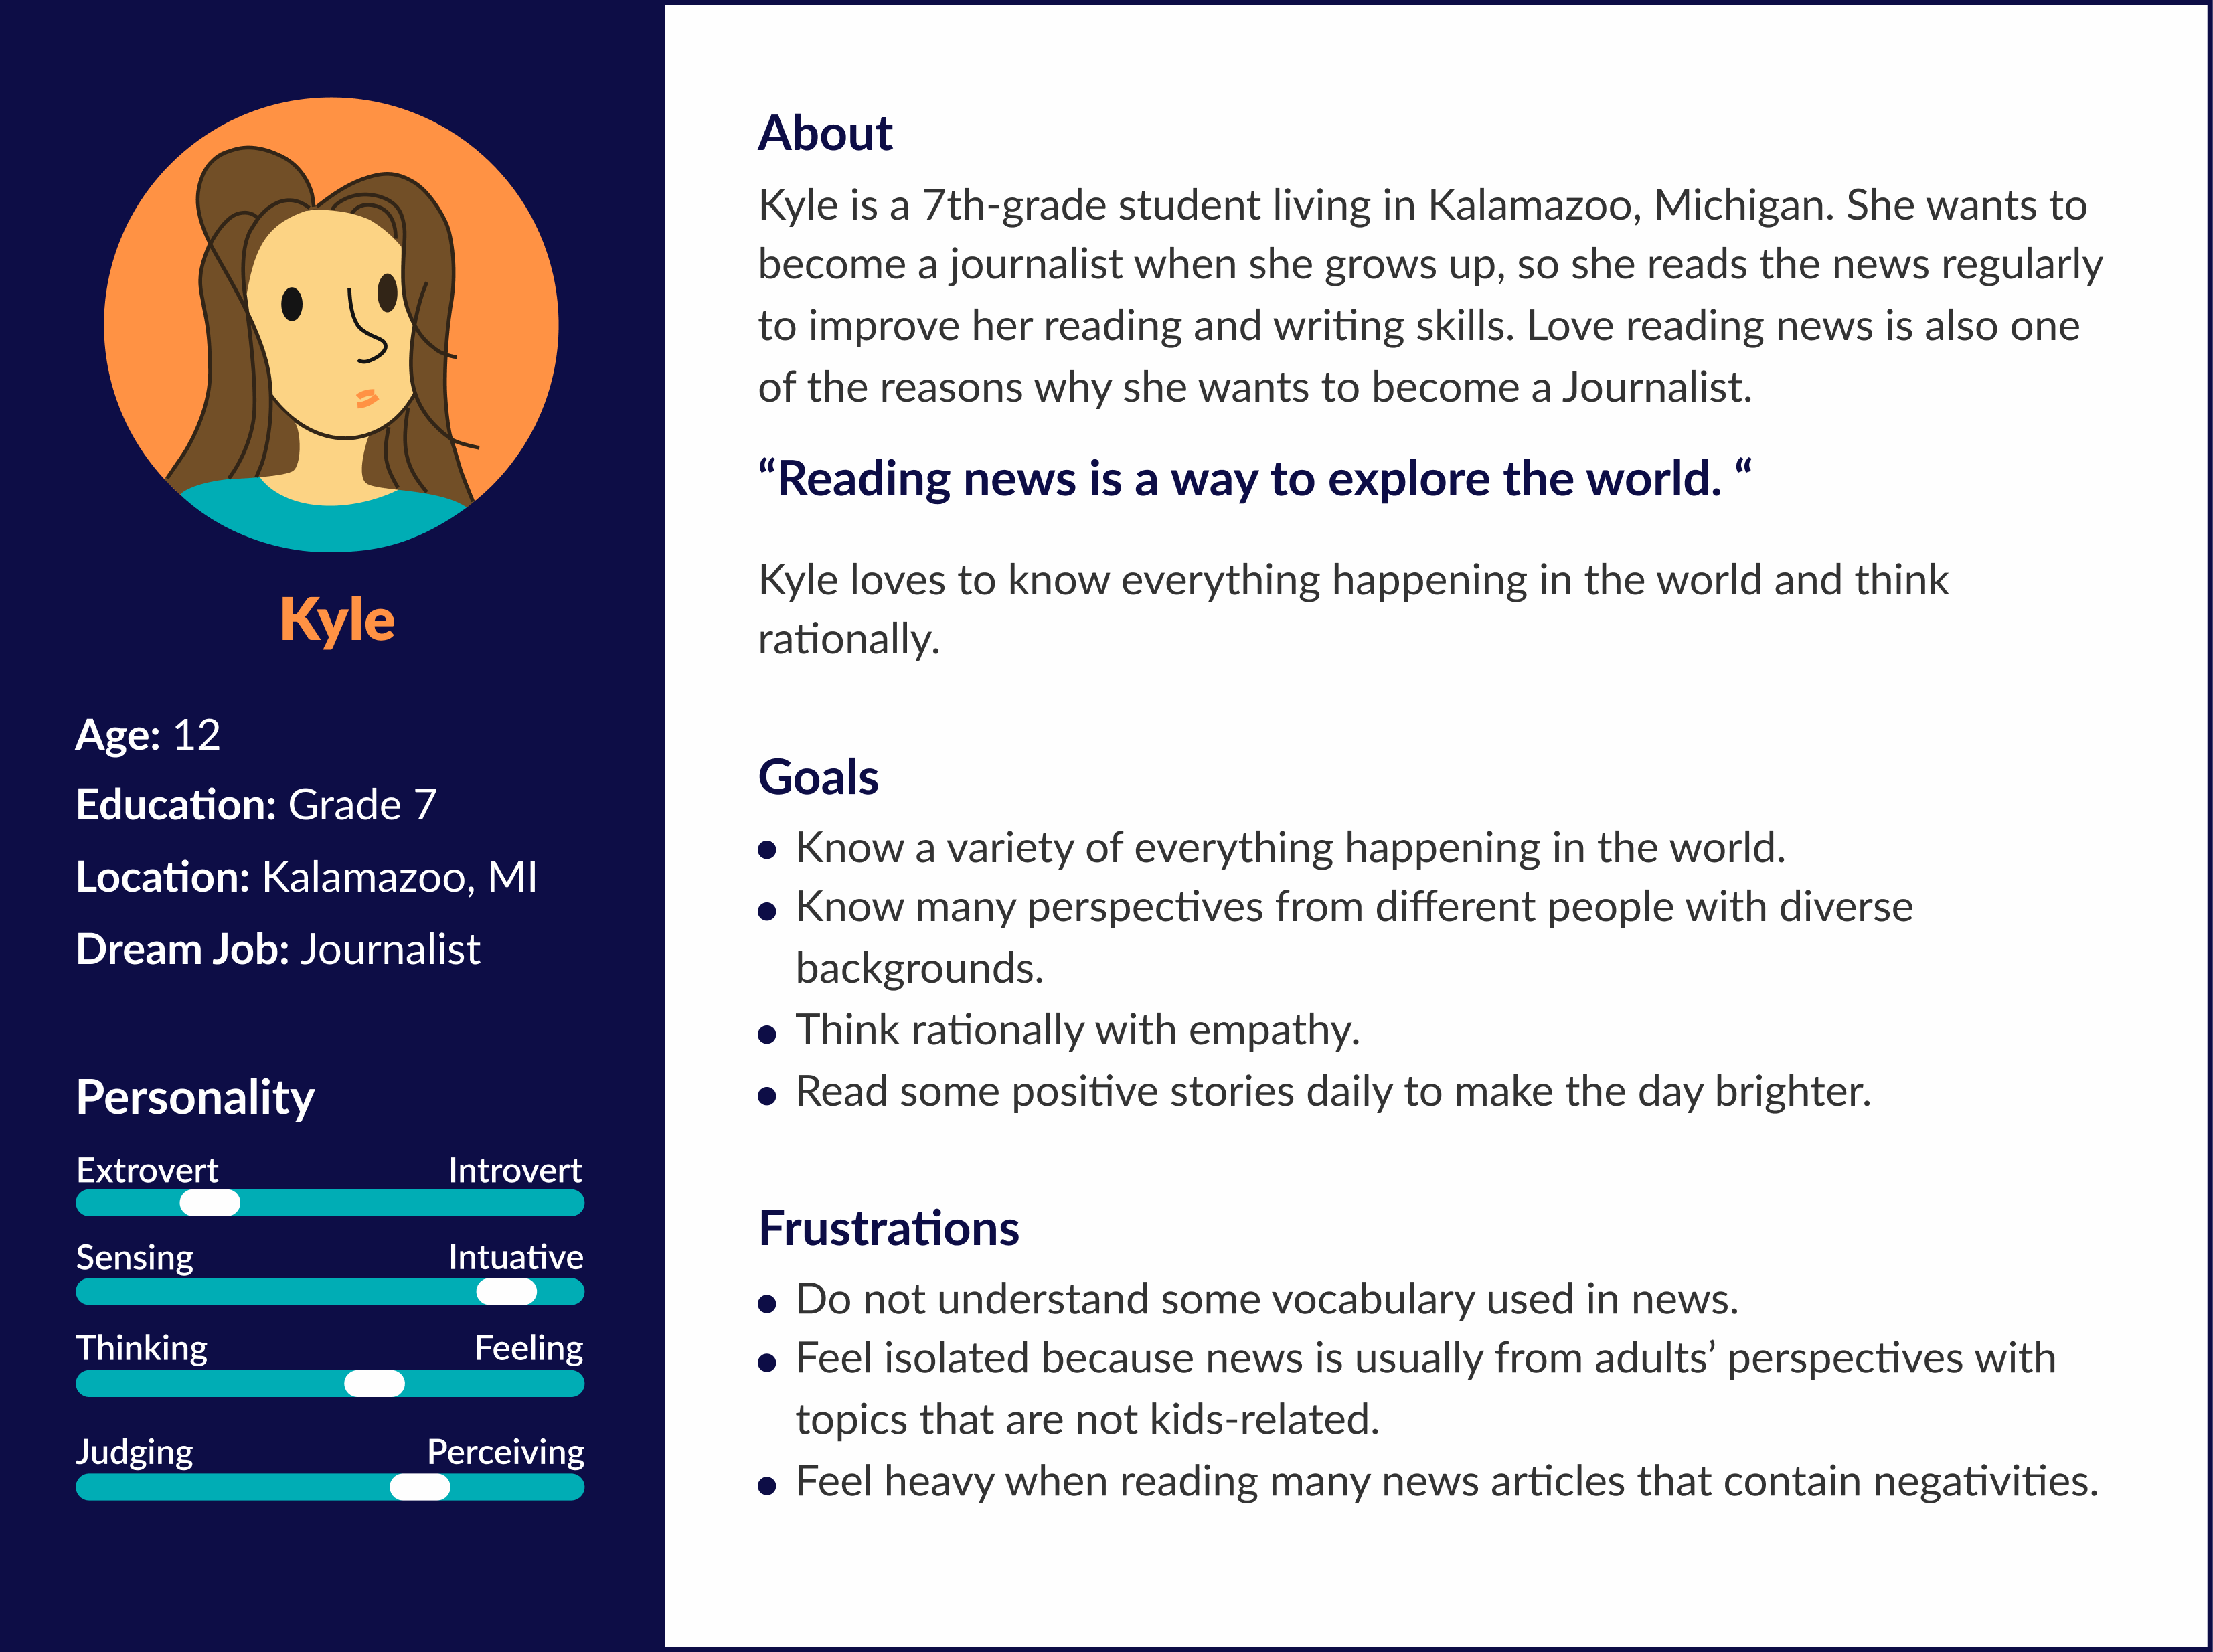 Kyle
Age: 12
Education: Grade 7
Location: Kalamazoo, MI
Dream Job: Journalist
Personality
Extrovert Introvert
Sensing Intuative
Thinking Feeling
Judging Perceiving
About
Kyle is a 7th-grade student living in Kalamazoo, Michigan. She wants to
become a journalist when she grows up, so she reads the news regularly
to improve her reading and writing skills. Love reading news is also one
of the reasons why she wants to become a Journalist.
“Reading news is a way to explore the world. “
Kyle loves to know everything happening in the world and think
rationally.
Goals
● Know a variety of everything happening in the world.
● Know many perspectives from different people with diverse
backgrounds.
● Think rationally with empathy.
● Read some positive stories daily to make the day brighter.
Frustrations
● Do not understand some vocabulary used in news.
● Feel isolated because news is usually from adults’ perspectives with
topics that are not kids-related.
● Feel heavy when reading many news articles that contain negativities.